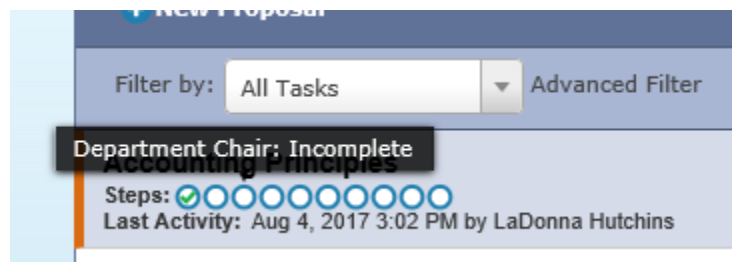 New Proposal
Filter by: All Tasks Advanced Filter
Department Chair: Incomplete
Accounting Principles
Steps:
Last Activity: Aug 4, 2017 3:02 PM by LaDonna Hutchins